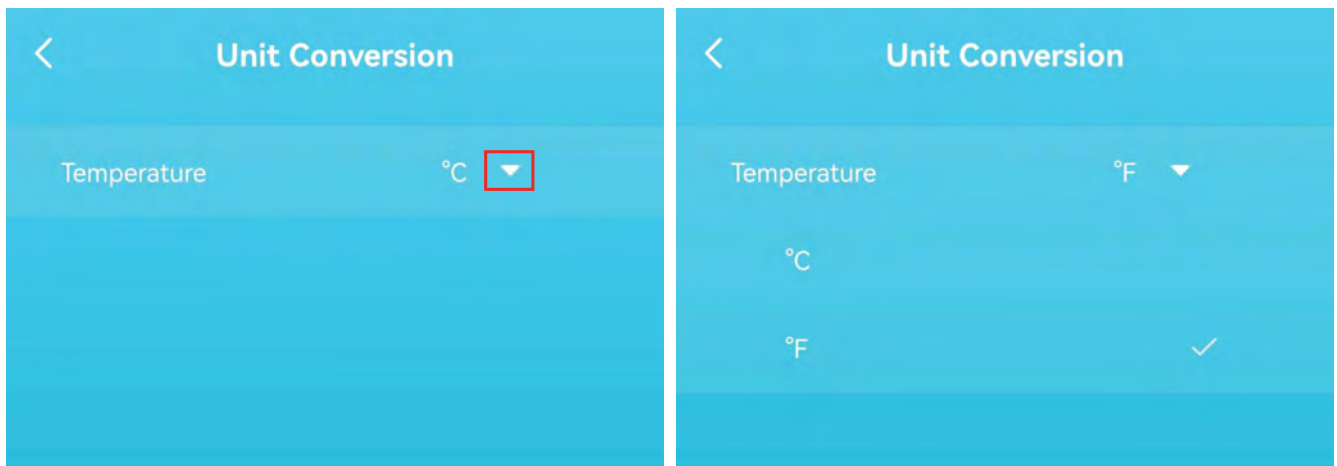 Unit Conversion
Temperature °C
Unit Conversion
Temperature °F
°C
°F